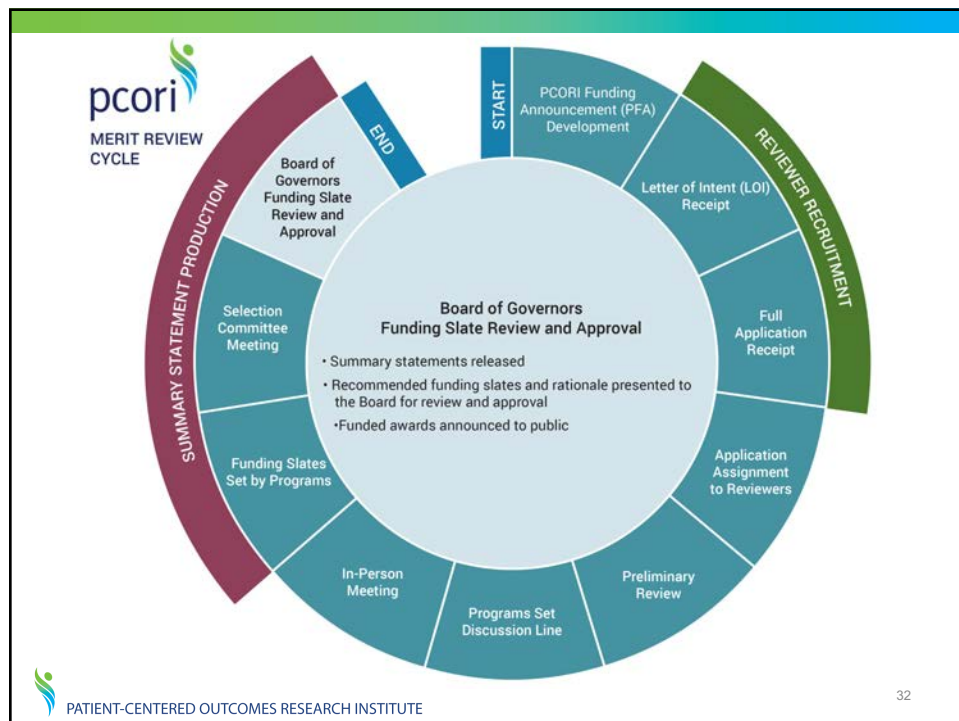 pcori
MERIT REVIEW
CYCLE
START
PCORI Funding
Announcement (PFA)
Development
REVIEWER RECRUITMENT
Letter of Intent (LOI)
Receipt
Full
Application
Receipt
Application
Assignment
to Reviewers
Preliminary
Review
Programs Set
Discussion Line
In-Person
Meeting
Funding Slates
Set by Programs
Selection
Committee
Meeting
SUMMARY STATEMENT PRODUCTION
Board of
Governors
Funding Slate
Review and
Approval
END
Board of Governors
Funding Slate Review and Approval
• Summary statements released
• Recommended funding slates and rationale presented to
the Board for review and approval
•Funded awards announced to public
PATIENT-CENTERED OUTCOMES RESEARCH INSTITUTE
32